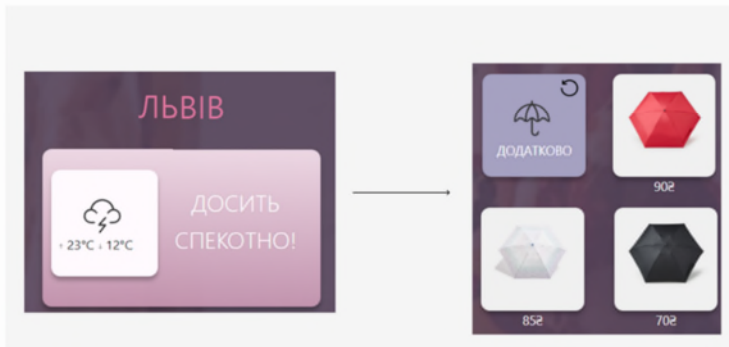 ЛЬВІВ
ДОСИТЬ
СПЕКОТНО!
↑ 23°C ↓ 12°C
ДОДАТКОВО
90₴
85₴
70₴